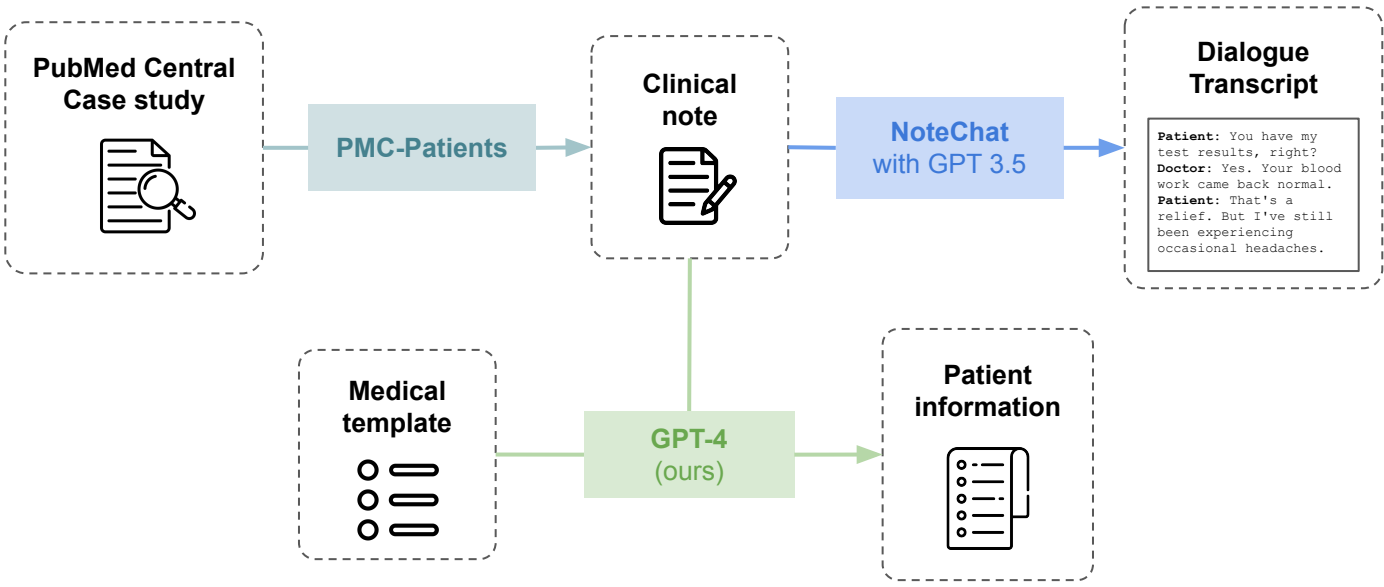 PubMed Central
Case study
PMC-Patients
Clinical
note
NoteChat
with GPT 3.5
Dialogue
Transcript
Patient: You have my
test results, right?
Doctor: Yes. Your blood
work came back normal.
Patient: That's a
relief. But I've still
been experiencing
occasional headaches.
Medical
template
GPT-4
(ours)
Patient
information